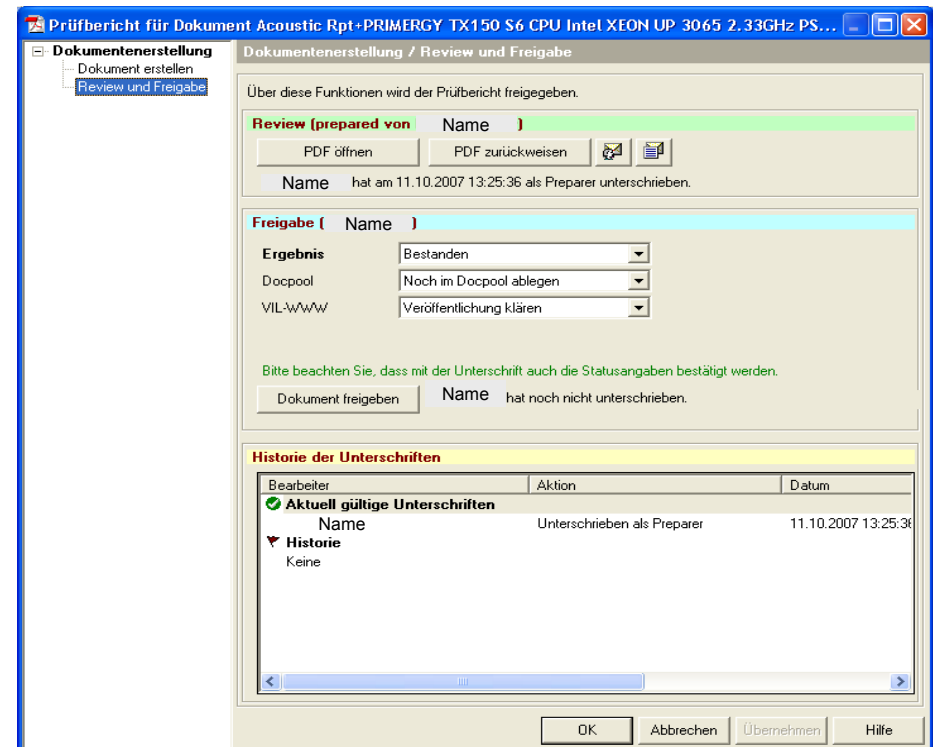 Prüfbericht für Dokument Acoustic Rpt+PRIMERGY TX150 S6 CPU Intel XEON UP 3065 2.33GHz PS...
Dokumentenerstellung
Dokument erstellen
Review und Freigabe
Dokumentenerstellung / Review und Freigabe
Über diese Funktionen wird der Prüfbericht freigegeben.
Review (prepared von Name )
PDF öffnen PDF zurückweisen
Name hat am 11.10.2007 13:25:36 als Preparer unterschrieben.
Freigabe ( Name )
Ergebnis Bestanden
Docpool Noch im Docpool ablegen
VIL-WWW Veröffentlichung klären
Bitte beachten Sie, dass mit der Unterschrift auch die Statusangaben bestätigt werden.
Dokument freigeben Name hat noch nicht unterschrieben.
Historie der Unterschriften
Bearbeiter Aktion Datum
Aktuell gültige Unterschriften
Name Unterschrieben als Preparer 11.10.2007 13:25:36
Historie
Keine
OK Abbrechen Übernehmen Hilfe